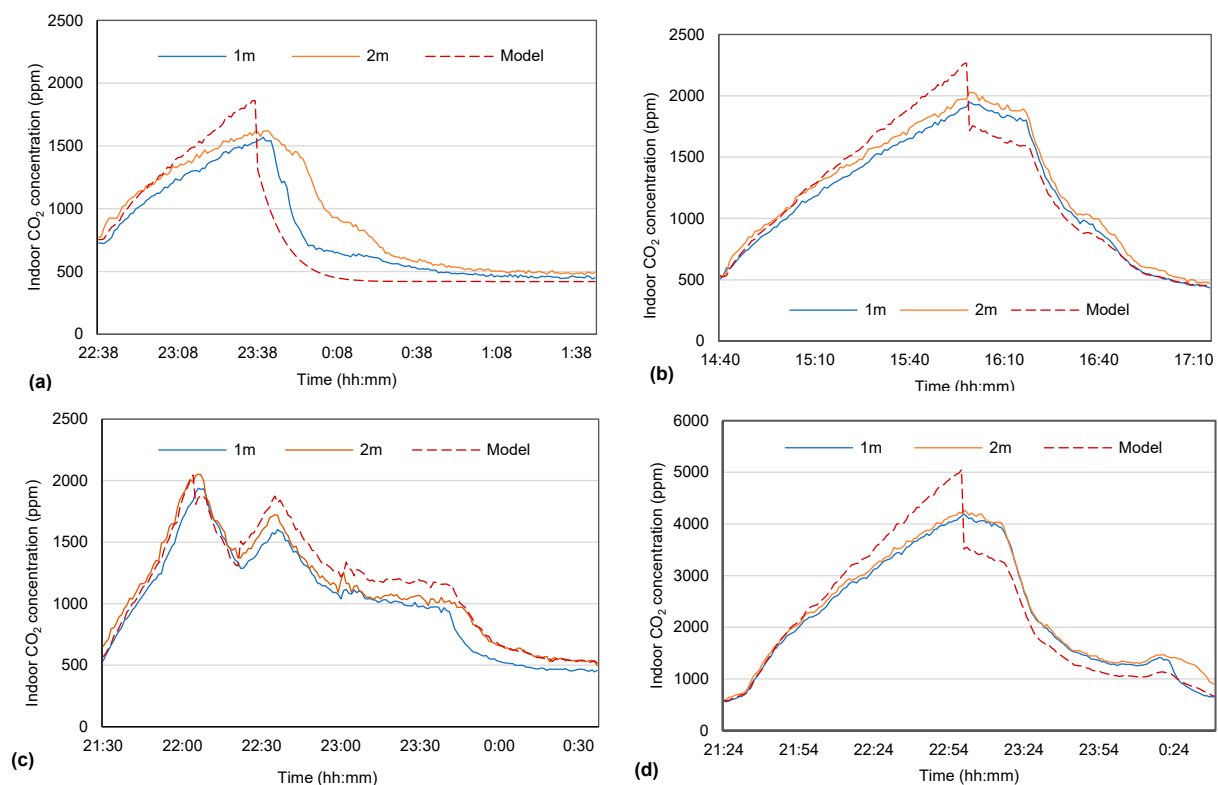 2500
2000
1500
1000
500
0
Indoor CO2 concentration (ppm)
1m 2m Model
22:38 23:08 23:38 0:08 0:38 1:08 1:38
Time (hh:mm)
(a)
2500
2000
1500
1000
500
0
Indoor CO2 concentration (ppm)
1m 2m Model
14:40 15:10 15:40 16:10 16:40 17:10
Time (hh:mm)
(b)
2500
2000
1500
1000
500
0
Indoor CO2 concentration (ppm)
1m 2m Model
21:30 22:00 22:30 23:00 23:30 0:00 0:30
Time (hh:mm)
(c)
6000
5000
4000
3000
2000
1000
0
Indoor CO2 concentration (ppm)
1m 2m Model
21:24 21:54 22:24 22:54 23:24 23:54 0:24
Time (hh:mm)
(d)